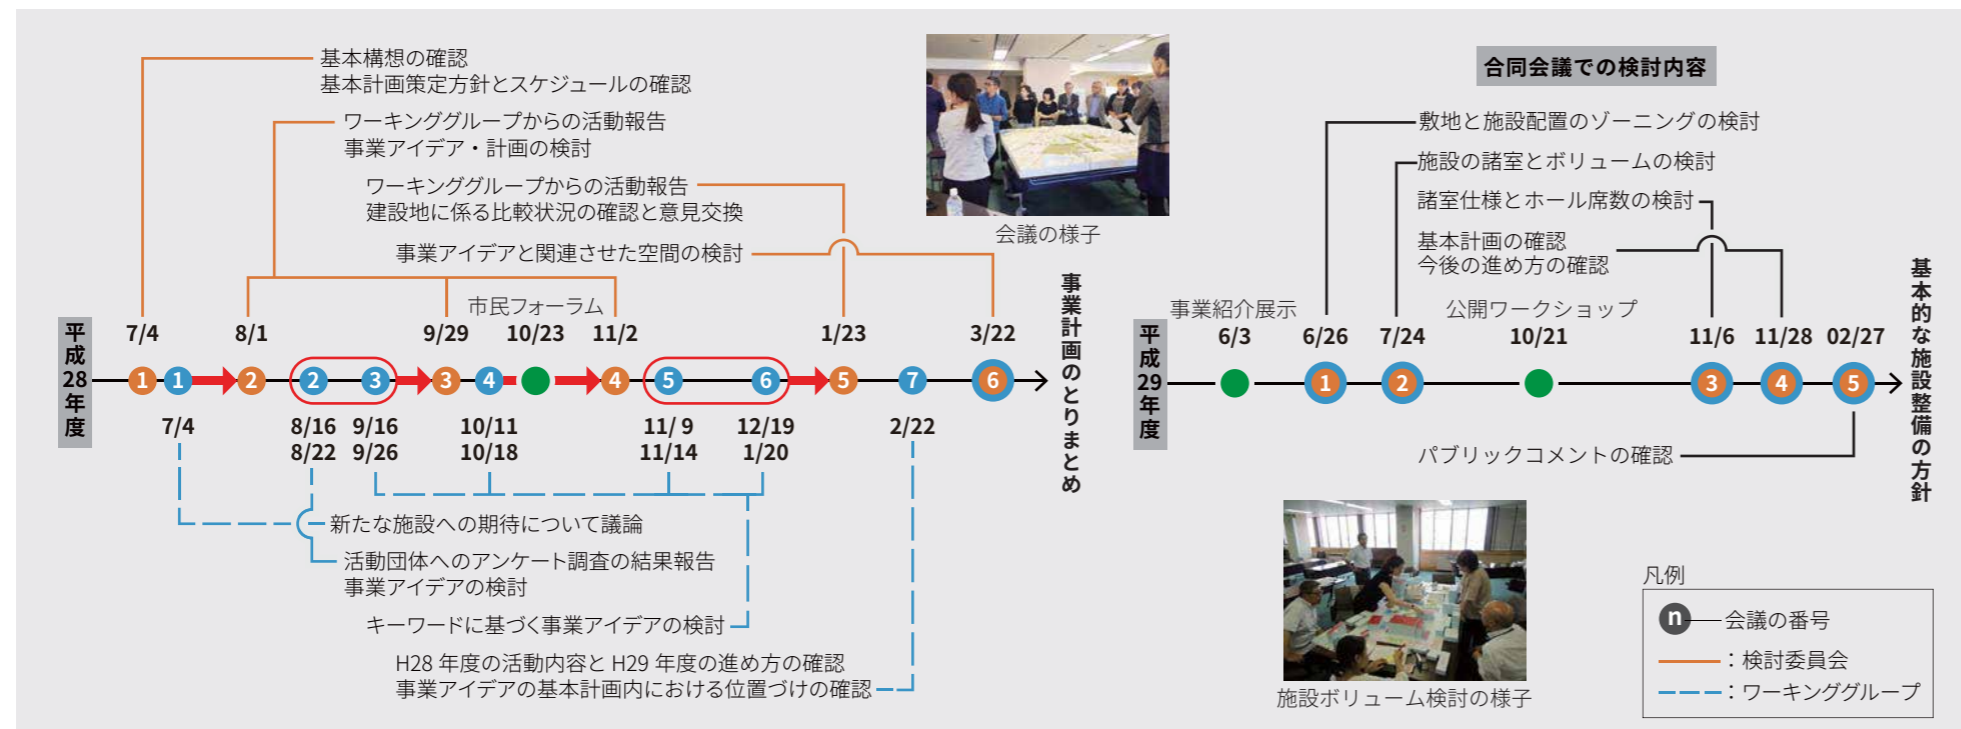 基本構想の確認
基本計画策定方針とスケジュールの確認
ワーキンググループからの活動報告
事業アイデア・計画の検討
ワーキンググループからの活動報告
建設地に係る比較状況の確認と意見交換
事業アイデアと関連させた空間の検討
会議の様子
市民フォーラム
7/4 8/1 9/29 10/23 11/2 1/23 3/22
平成28年度
1 1 2 2 3 3 4 4 5 6 5 7 6
7/4 8/16 9/16 10/11 11/9 12/19 2/22
8/22 9/26 10/18 11/14 1/20
事業計画のとりまとめ
新たな施設への期待について議論
活動団体へのアンケート調査の結果報告
事業アイデアの検討
キーワードに基づく事業アイデアの検討
H28年度の活動内容とH29年度の進め方の確認
事業アイデアの基本計画内における位置づけの確認
合同会議での検討内容
敷地と施設配置のゾーニングの検討
施設の諸室とボリュームの検討
諸室仕様とホール席数の検討
基本計画の確認
今後の進め方の確認
事業紹介展示 公開ワークショップ
6/3 6/26 7/24 10/21 11/6 11/28 02/27
平成29年度
1 2 3 4 5
パブリックコメントの確認
基本的な施設整備の方針
施設ボリューム検討の様子
凡例
n 会議の番号
：検討委員会
：ワーキンググループ